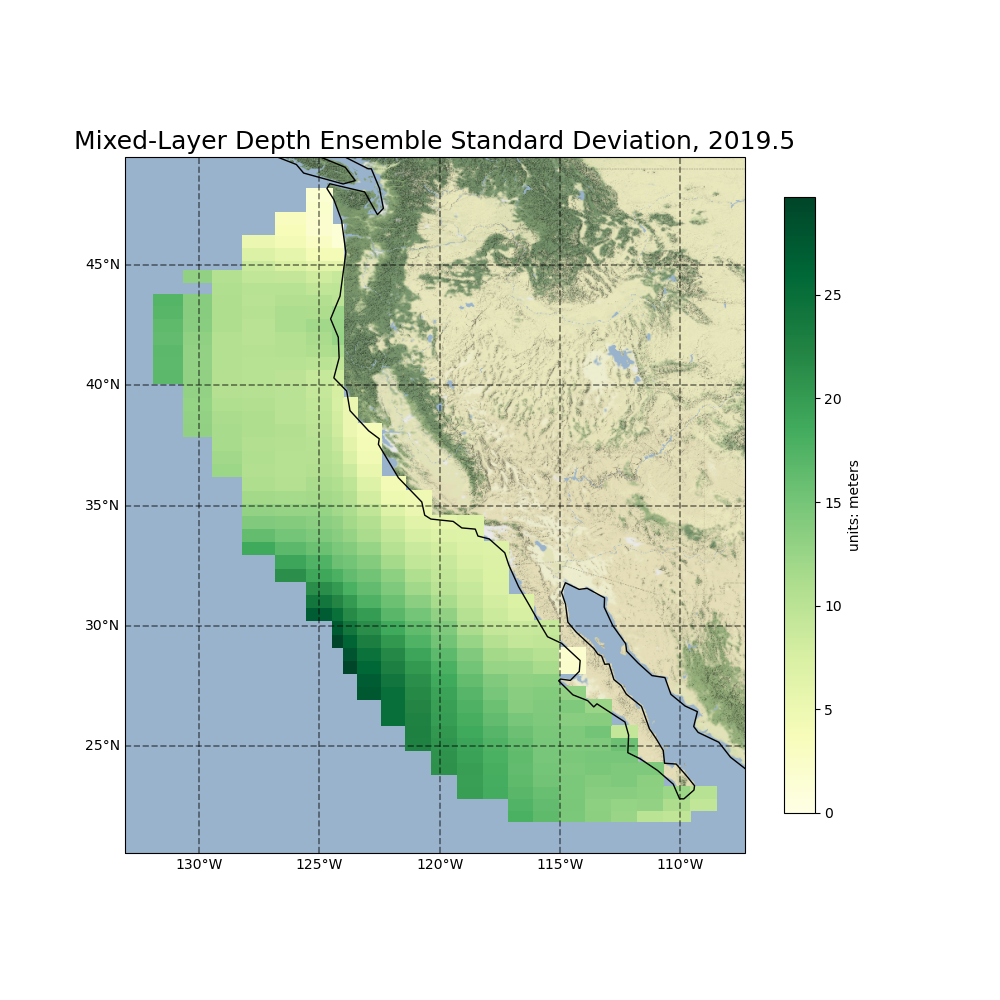 Mixed-Layer Depth Ensemble Standard Deviation, 2019.5
45°N
40°N
35°N
30°N
25°N
130°W
125°W
120°W
115°W
110°W
25
20
15
10
5
0
units: meters